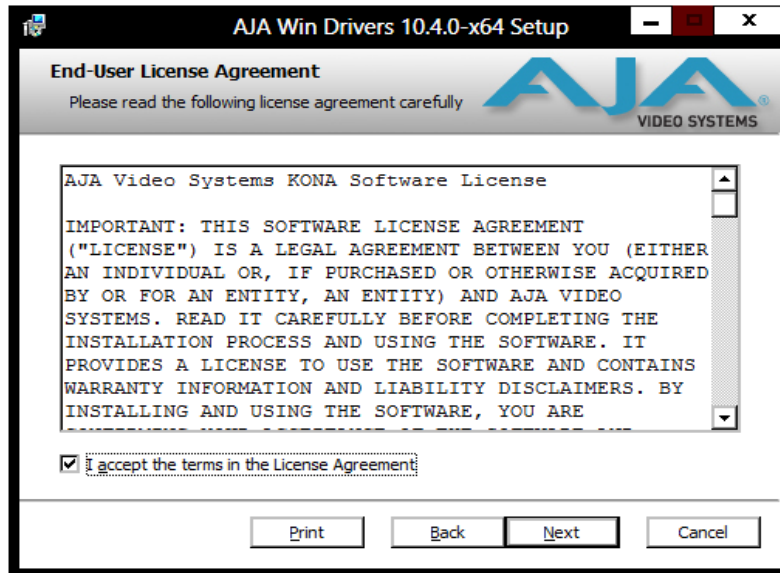 AJA Win Drivers 10.4.0-x64 Setup
End-User License Agreement
Please read the following license agreement carefully
AJA®
VIDEO SYSTEMS
AJA Video Systems KONA Software License
IMPORTANT: THIS SOFTWARE LICENSE AGREEMENT
("LICENSE") IS A LEGAL AGREEMENT BETWEEN YOU (EITHER
AN INDIVIDUAL OR, IF PURCHASED OR OTHERWISE ACQUIRED
BY OR FOR AN ENTITY, AN ENTITY) AND AJA VIDEO
SYSTEMS. READ IT CAREFULLY BEFORE COMPLETING THE
INSTALLATION PROCESS AND USING THE SOFTWARE. IT
PROVIDES A LICENSE TO USE THE SOFTWARE AND CONTAINS
WARRANTY INFORMATION AND LIABILITY DISCLAIMERS. BY
INSTALLING AND USING THE SOFTWARE, YOU ARE
I accept the terms in the License Agreement
Print Back Next Cancel